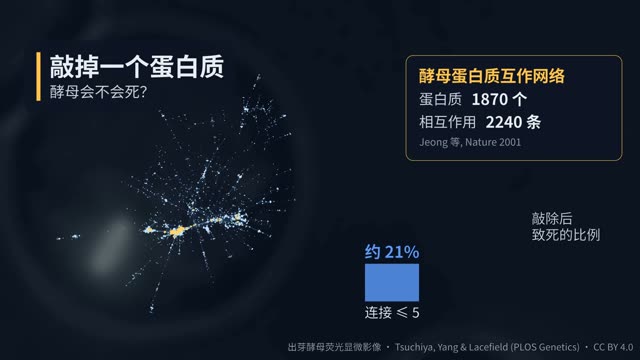 敲掉一个蛋白质
酵母会不会死？
酵母蛋白质互作网络
蛋白质 1870 个
相互作用 2240 条
Jeong 等, Nature 2001
敲除后
致死的比例
约 21%
连接 ≤ 5
出芽酵母荧光显微影像 · Tsuchiya, Yang & Lacefield (PLOS Genetics) · CC BY 4.0